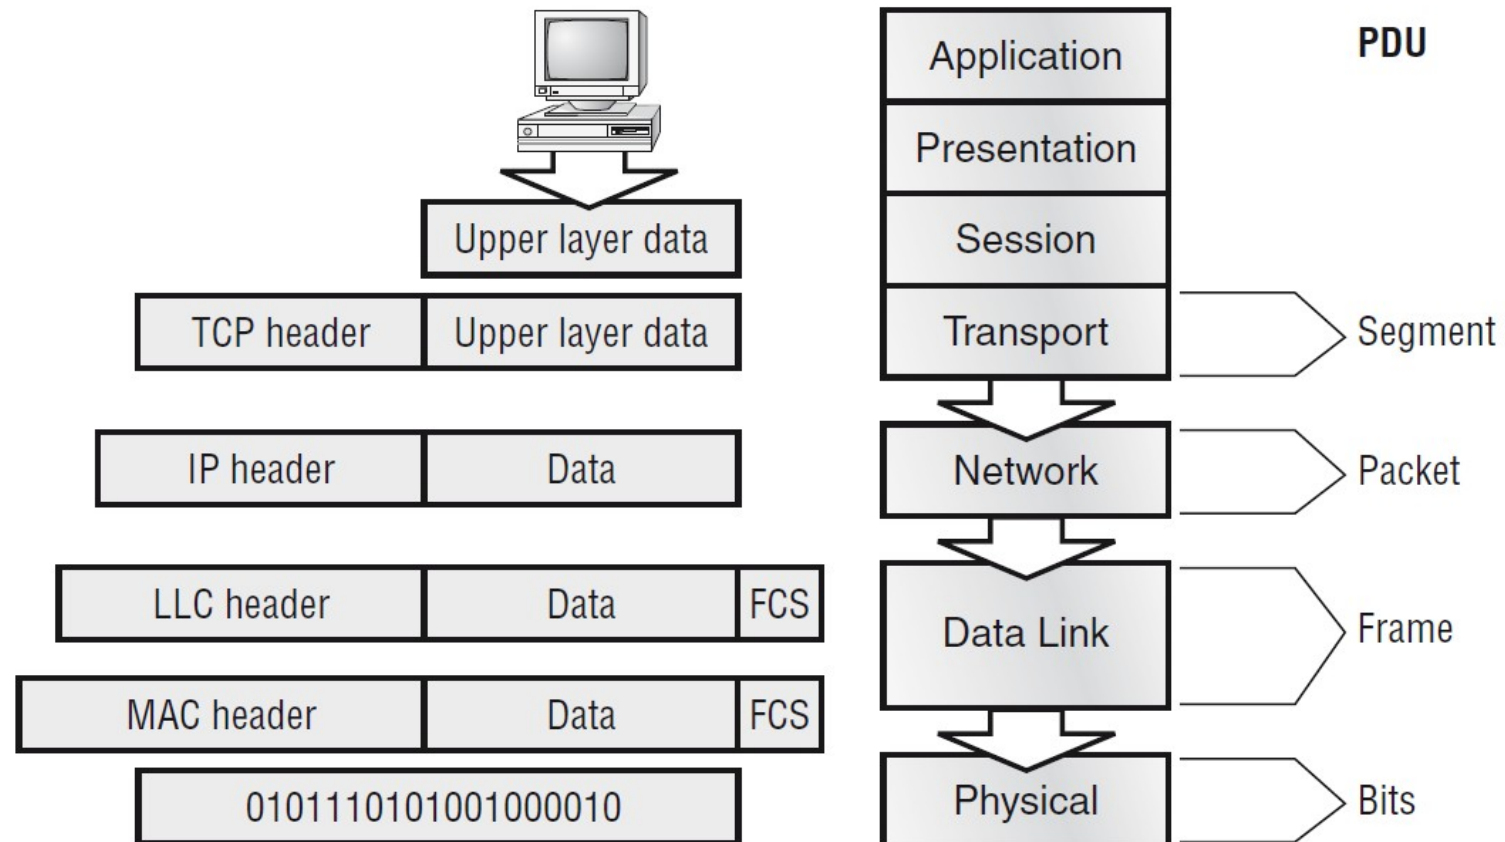 PDU
Application
Presentation
Upper layer data
Session
TCP header Upper layer data
Transport
Segment
IP header Data
Network
Packet
LLC header Data FCS
Data Link
Frame
MAC header Data FCS
0101110101001000010
Physical
Bits